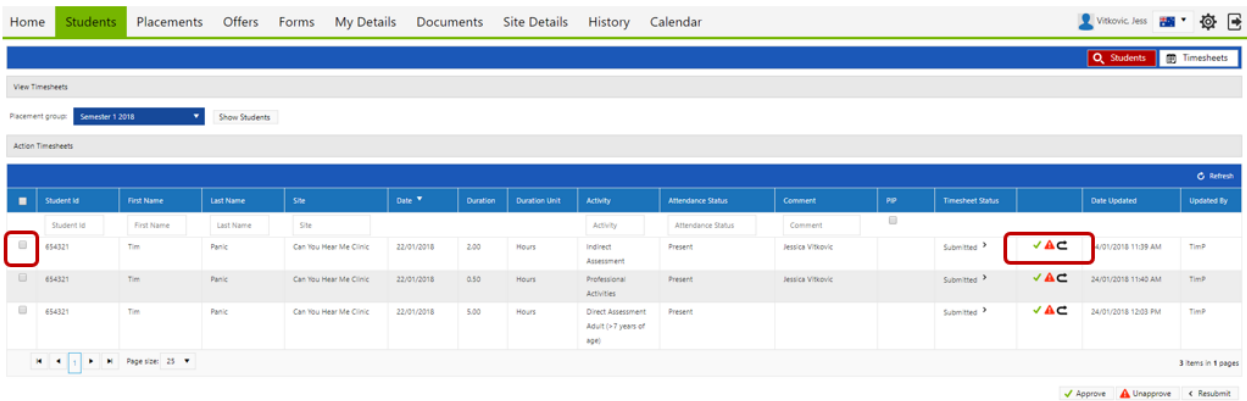 Home Students Placements Offers Forms My Details Documents Site Details History Calendar Vitkovic, Jess
Students Timesheets
View Timesheets
Placement group: Semester 1 2018 Show Students
Action Timesheets
Refresh
Student Id First Name Last Name Site Date Duration Duration Unit Activity Attendance Status Comment PIP Timesheet Status Date Updated Updated By
Student Id First Name Last Name Site Activity Attendance Status Comment
654321 Tim Panic Can You Hear Me Clinic 22/01/2018 2.00 Hours Indirect Present Jessica Vitkovic Submitted > 4/01/2018 11:39 AM TimP
Assessment
654321 Tim Panic Can You Hear Me Clinic 22/01/2018 0.50 Hours Professional Present Jessica Vitkovic Submitted > 24/01/2018 11:40 AM TimP
Activities
654321 Tim Panic Can You Hear Me Clinic 22/01/2018 5.00 Hours Direct Assessment Present Submitted > 24/01/2018 12:03 PM TimP
Adult (>7 years of
age)
1 Page size: 25 3 items in 1 pages
Approve Unapprove < Resubmit